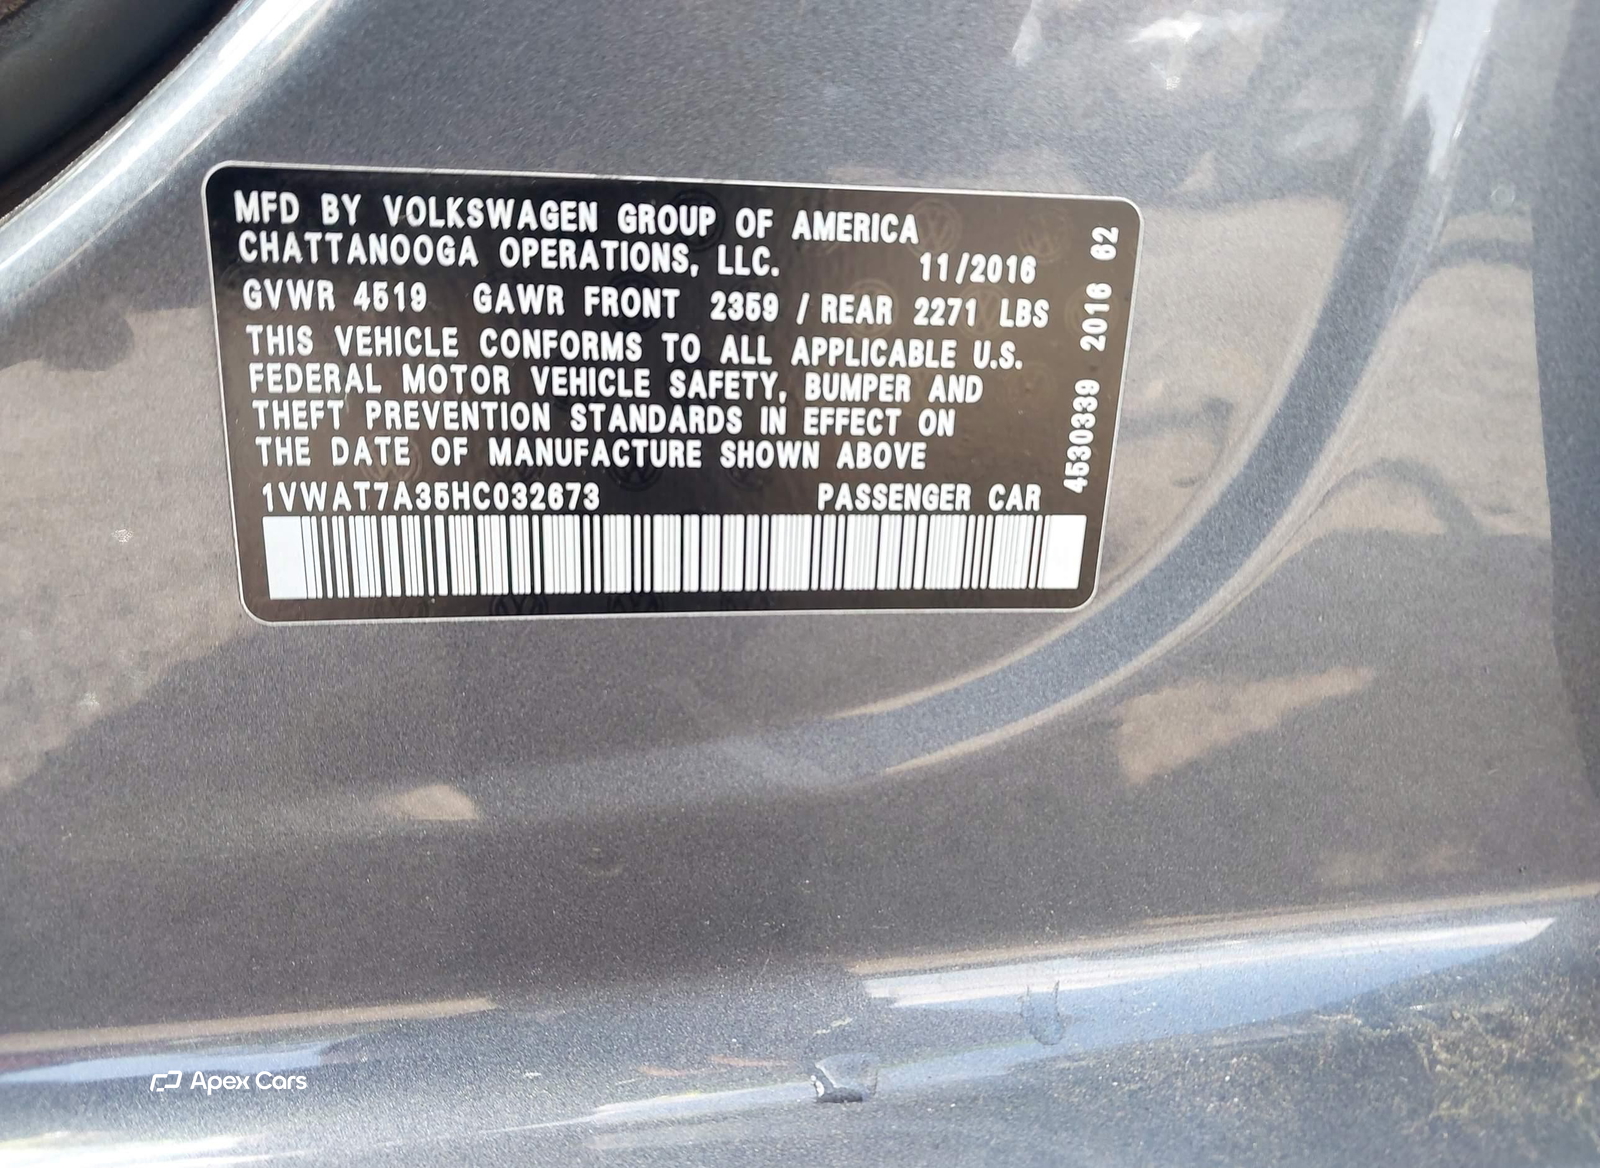 MFD BY VOLKSWAGEN GROUP OF AMERICA
CHATTANOOGA OPERATIONS, LLC. 11/2016
GVWR 4519 GAWR FRONT 2359 / REAR 2271 LBS
THIS VEHICLE CONFORMS TO ALL APPLICABLE U.S.
FEDERAL MOTOR VEHICLE SAFETY, BUMPER AND
THEFT PREVENTION STANDARDS IN EFFECT ON
THE DATE OF MANUFACTURE SHOWN ABOVE
1VWAT7A35HC032673 PASSENGER CAR
4530339 2016 62
Apex Cars